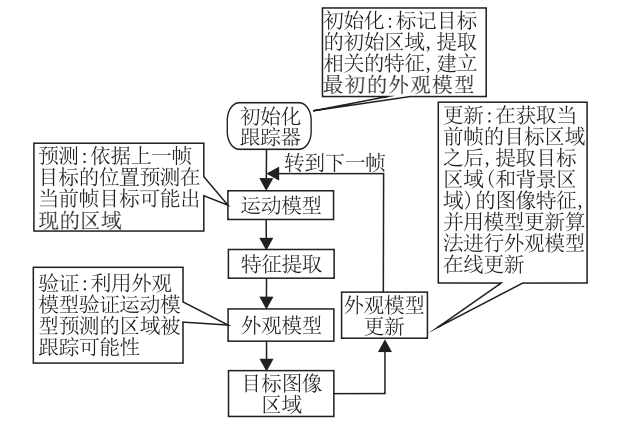 初始化:标记目标
的初始区域,提取
相关的特征,建立
最初的外观模型
初始化
跟踪器
更新:在获取当
前帧的目标区域
之后,提取目标
区域(和背景区
域)的图像特征,
并用模型更新算
法进行外观模型
在线更新
预测:依据上一帧
目标的位置预测在
当前帧目标可能出
现的区域
转到下一帧
运动模型
特征提取
验证:利用外观
模型验证运动模
型预测的区域被
跟踪可能性
外观模型
外观模型
更新
目标图像
区域